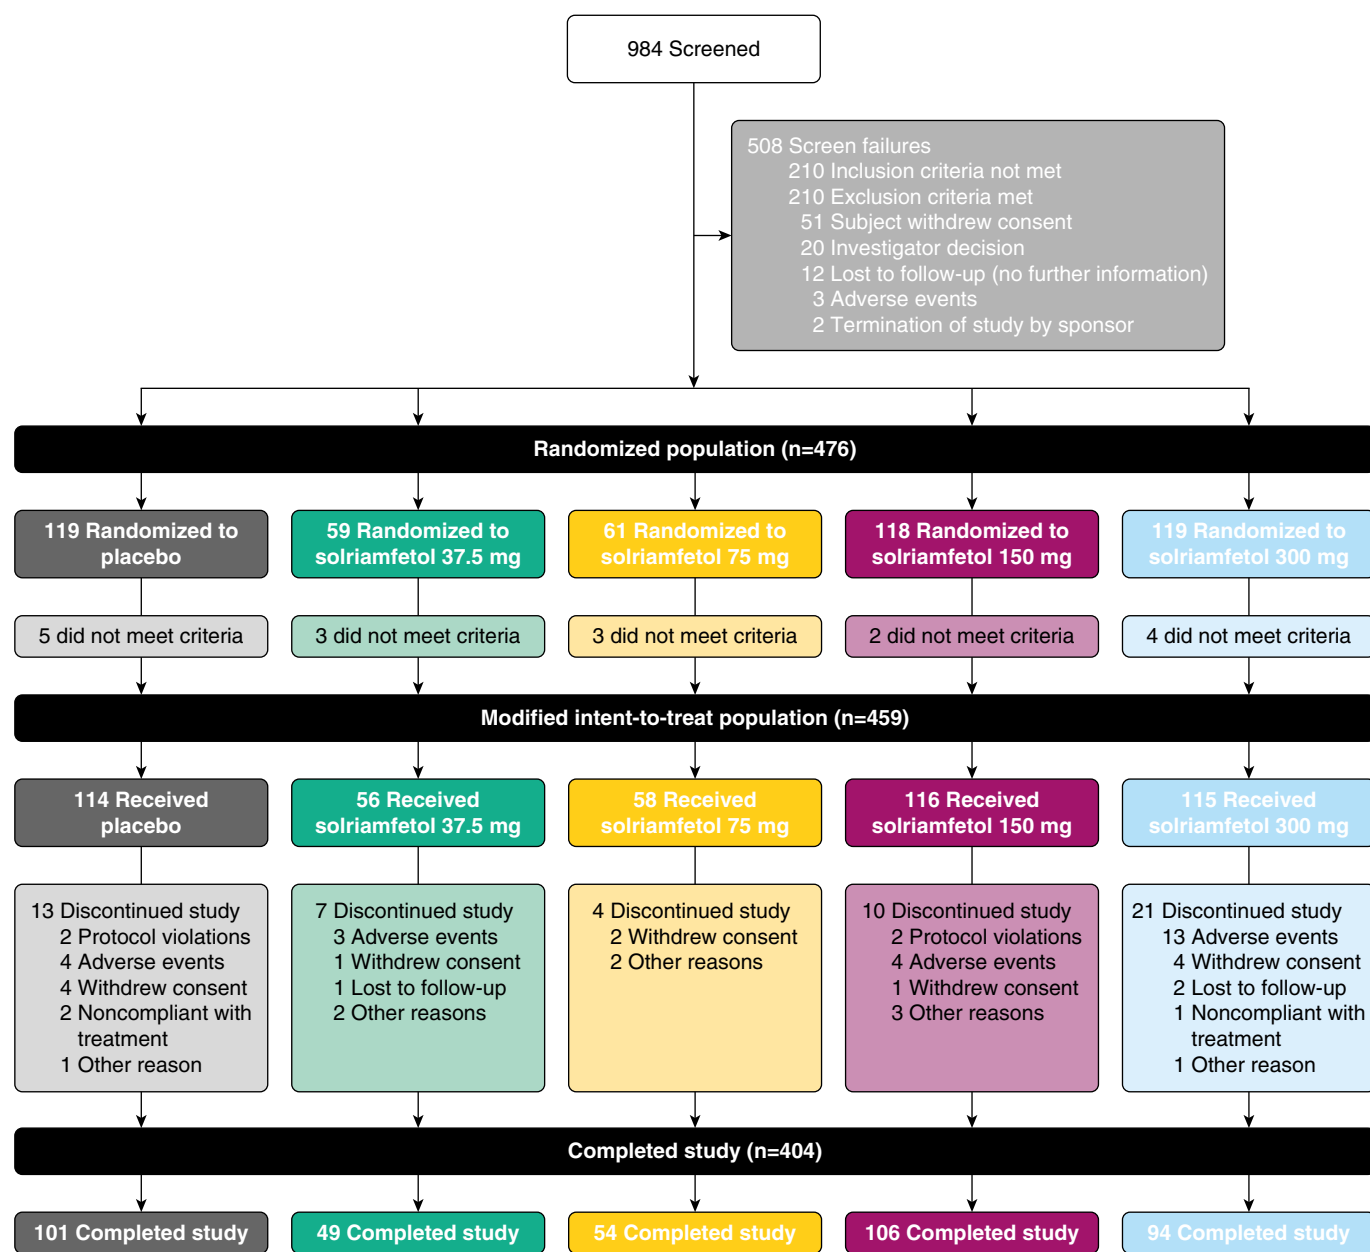 984 Screened
508 Screen failures
210 Inclusion criteria not met
210 Exclusion criteria met
51 Subject withdrew consent
20 Investigator decision
12 Lost to follow-up (no further information)
3 Adverse events
2 Termination of study by sponsor
Randomized population (n=476)
119 Randomized to
placebo
59 Randomized to
solriamfetol 37.5 mg
61 Randomized to
solriamfetol 75 mg
118 Randomized to
solriamfetol 150 mg
119 Randomized to
solriamfetol 300 mg
5 did not meet criteria
3 did not meet criteria
3 did not meet criteria
2 did not meet criteria
4 did not meet criteria
Modified intent-to-treat population (n=459)
114 Received
placebo
56 Received
solriamfetol 37.5 mg
58 Received
solriamfetol 75 mg
116 Received
solriamfetol 150 mg
115 Received
solriamfetol 300 mg
13 Discontinued study
2 Protocol violations
4 Adverse events
4 Withdrew consent
2 Noncompliant with
treatment
1 Other reason
7 Discontinued study
3 Adverse events
1 Withdrew consent
1 Lost to follow-up
2 Other reasons
4 Discontinued study
2 Withdrew consent
2 Other reasons
10 Discontinued study
2 Protocol violations
4 Adverse events
1 Withdrew consent
3 Other reasons
21 Discontinued study
13 Adverse events
4 Withdrew consent
2 Lost to follow-up
1 Noncompliant with
treatment
1 Other reason
Completed study (n=404)
101 Completed study
49 Completed study
54 Completed study
106 Completed study
94 Completed study